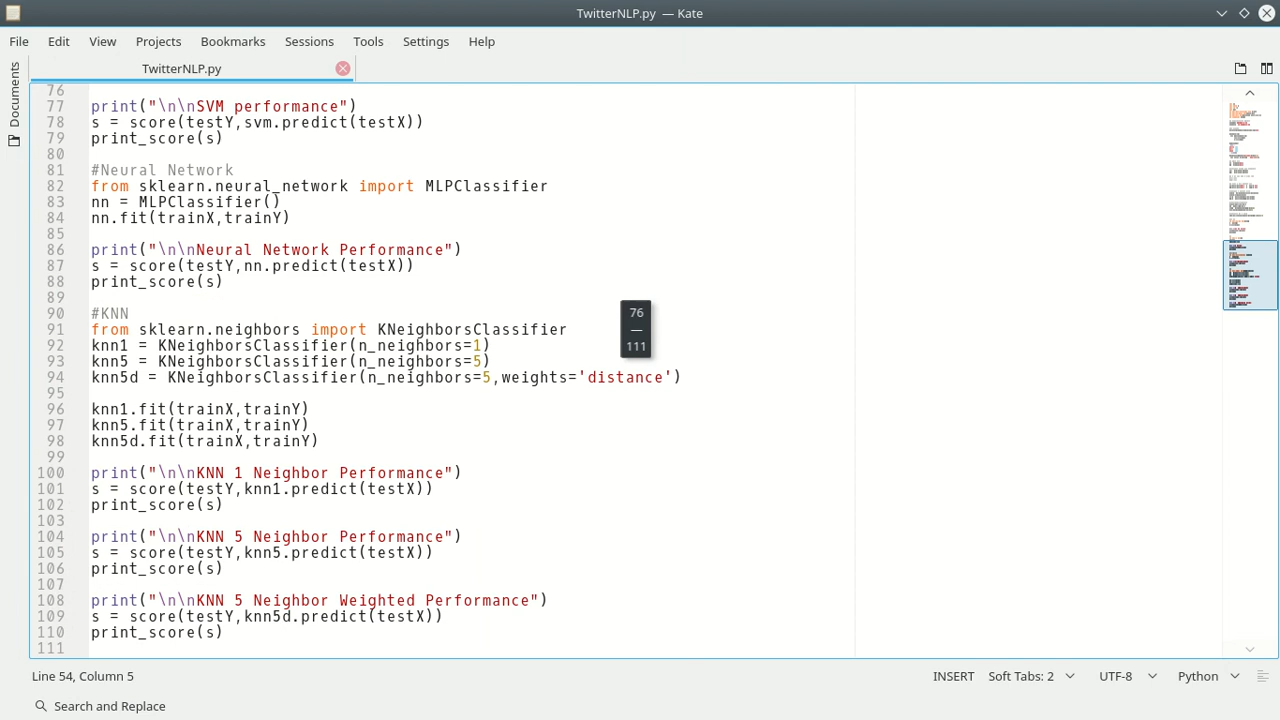 TwitterNLP.py — Kate
File Edit View Projects Bookmarks Sessions Tools Settings Help
TwitterNLP.py
Documents
76
77 print("\n\nSVM performance")
78 s = score(testY,svm.predict(testX))
79 print_score(s)
80
81 #Neural Network
82 from sklearn.neural_network import MLPClassifier
83 nn = MLPClassifier()
84 nn.fit(trainX,trainY)
85
86 print("\n\nNeural Network Performance")
87 s = score(testY,nn.predict(testX))
88 print_score(s)
89
90 #KNN
91 from sklearn.neighbors import KNeighborsClassifier
92 knn1 = KNeighborsClassifier(n_neighbors=1)
93 knn5 = KNeighborsClassifier(n_neighbors=5)
94 knn5d = KNeighborsClassifier(n_neighbors=5,weights='distance')
95
96 knn1.fit(trainX,trainY)
97 knn5.fit(trainX,trainY)
98 knn5d.fit(trainX,trainY)
99
100 print("\n\nKNN 1 Neighbor Performance")
101 s = score(testY,knn1.predict(testX))
102 print_score(s)
103
104 print("\n\nKNN 5 Neighbor Performance")
105 s = score(testY,knn5.predict(testX))
106 print_score(s)
107
108 print("\n\nKNN 5 Neighbor Weighted Performance")
109 s = score(testY,knn5d.predict(testX))
110 print_score(s)
111
76
—
111
Line 54, Column 5 INSERT Soft Tabs: 2 UTF-8 Python
Search and Replace